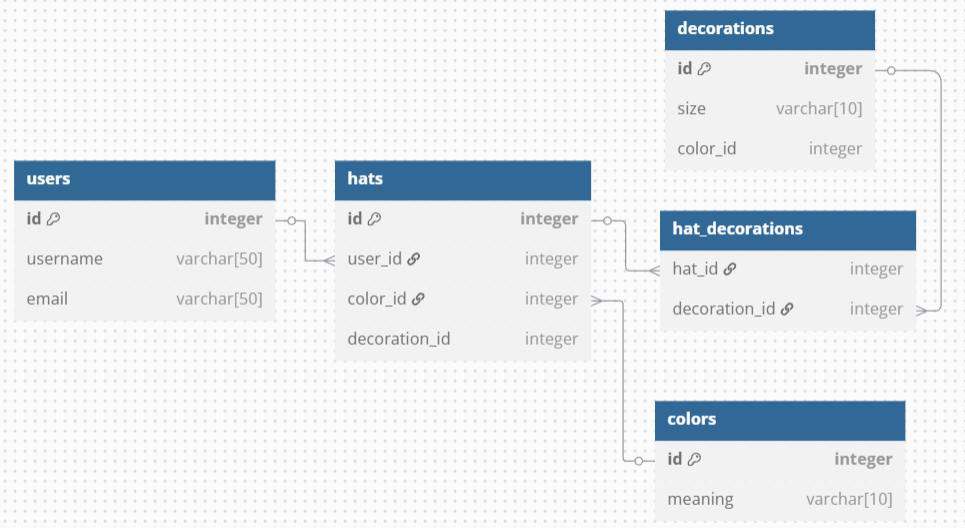 decorations
id integer
size varchar[10]
color_id integer
users
id integer
username varchar[50]
email varchar[50]
hats
id integer
user_id integer
color_id integer
decoration_id integer
hat_decorations
hat_id integer
decoration_id integer
colors
id integer
meaning varchar[10]